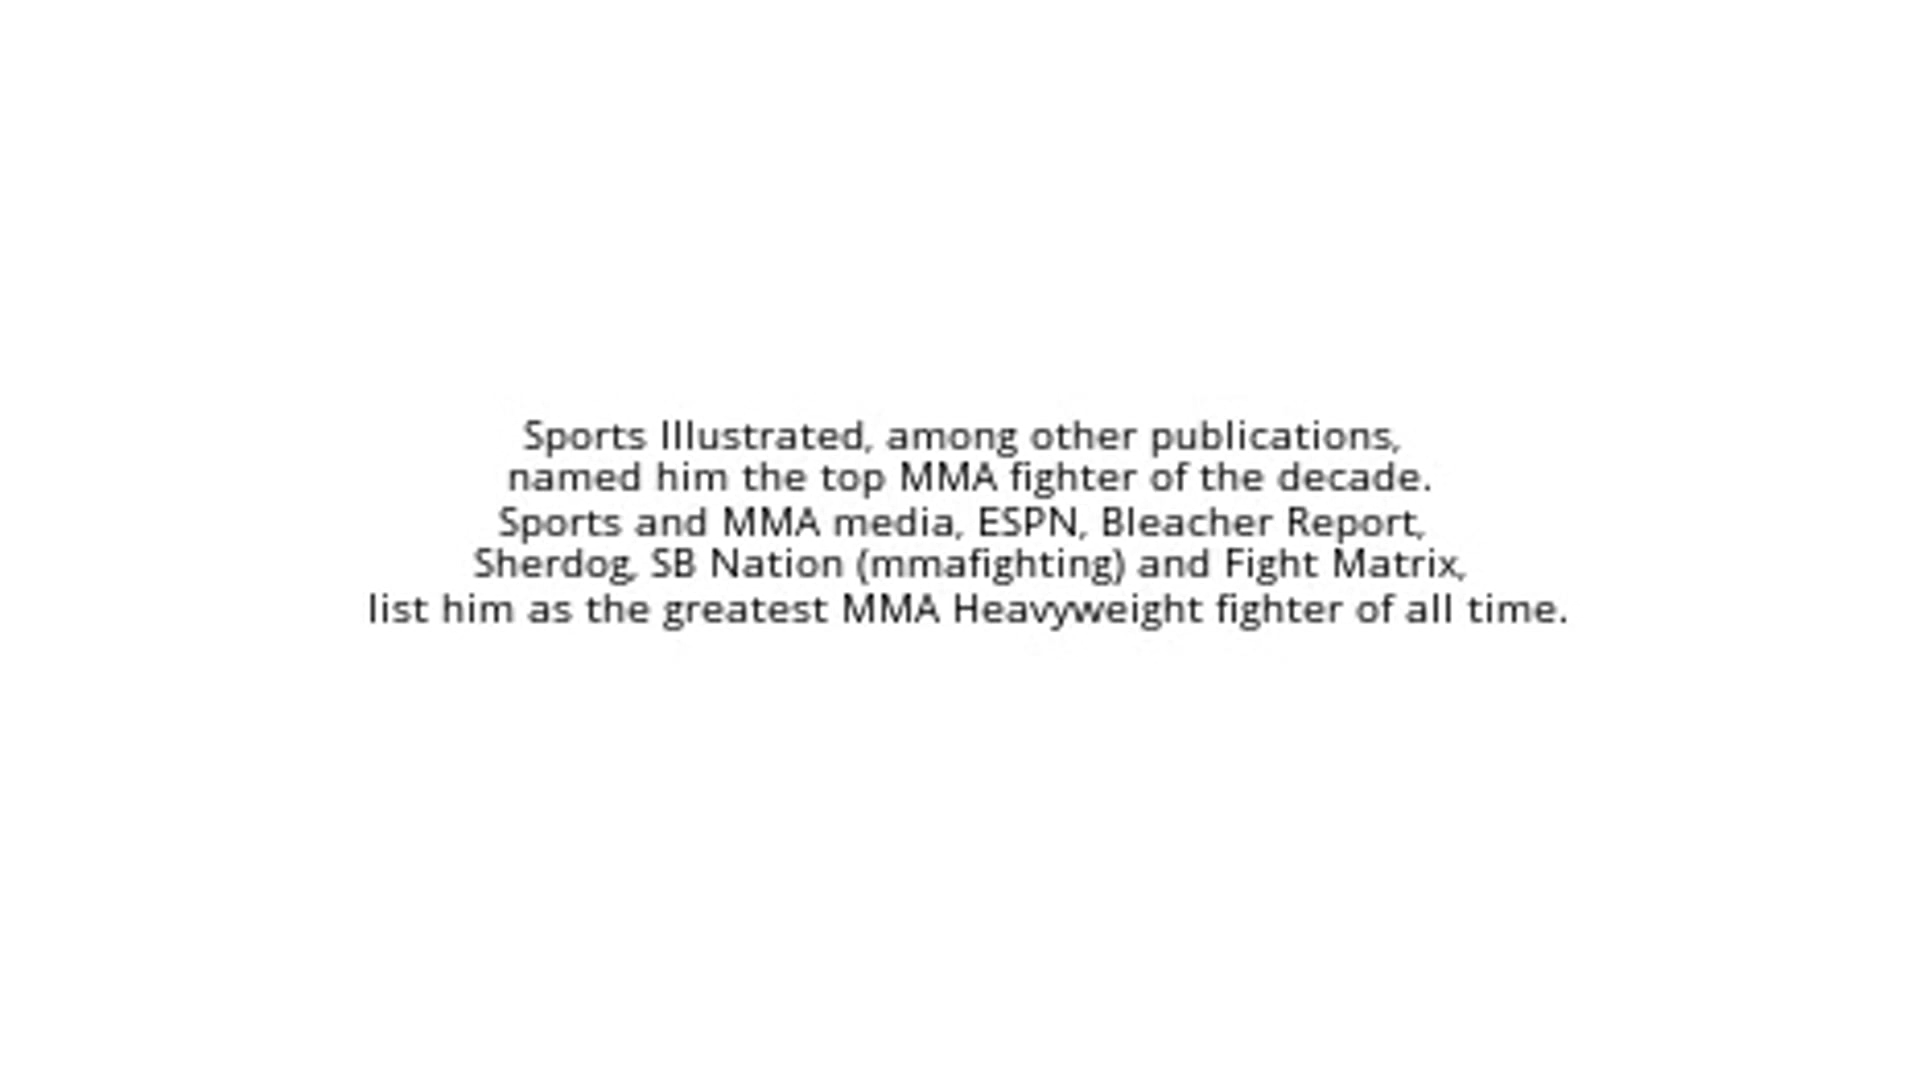 Sports Illustrated, among other publications,
named him the top MMA fighter of the decade.
Sports and MMA media, ESPN, Bleacher Report,
Sherdog, SB Nation (mmafighting) and Fight Matrix,
list him as the greatest MMA Heavyweight fighter of all time.